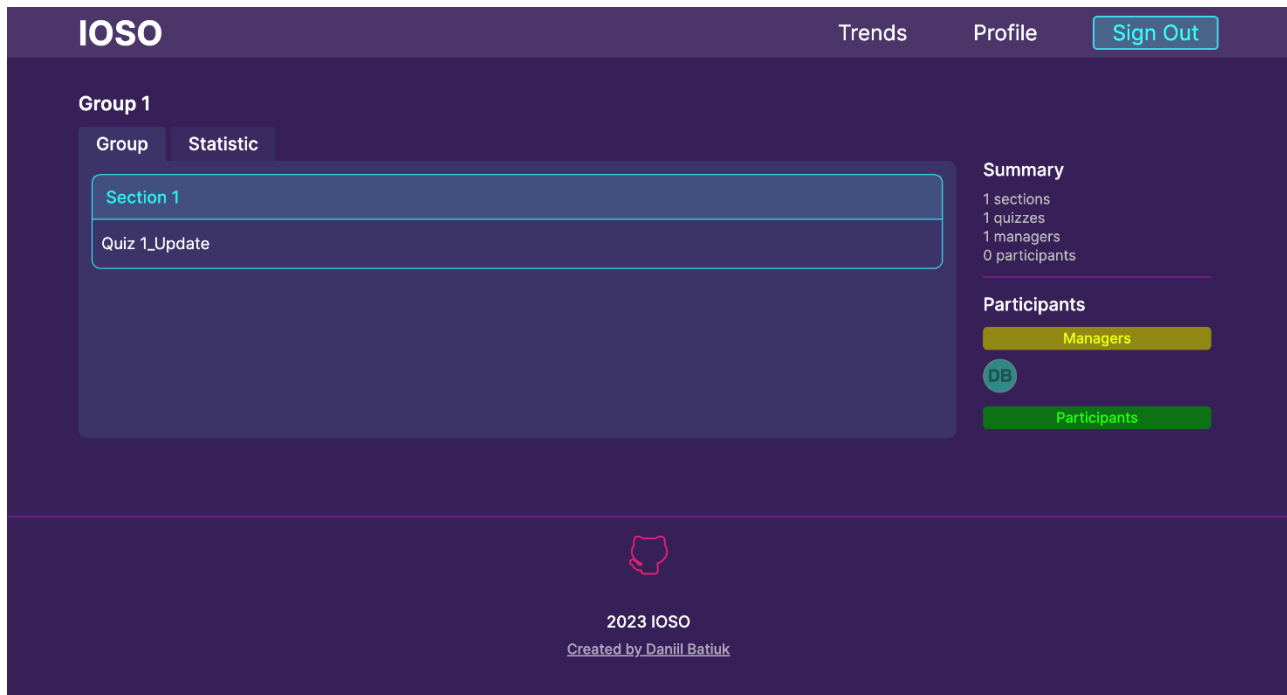 IOSO
Trends Profile Sign Out
Group 1
Group Statistic
Section 1
Quiz 1_Update
Summary
1 sections
1 quizzes
1 managers
0 participants
Participants
Managers
DB
Participants
2023 IOSO
Created by Daniil Batiuk